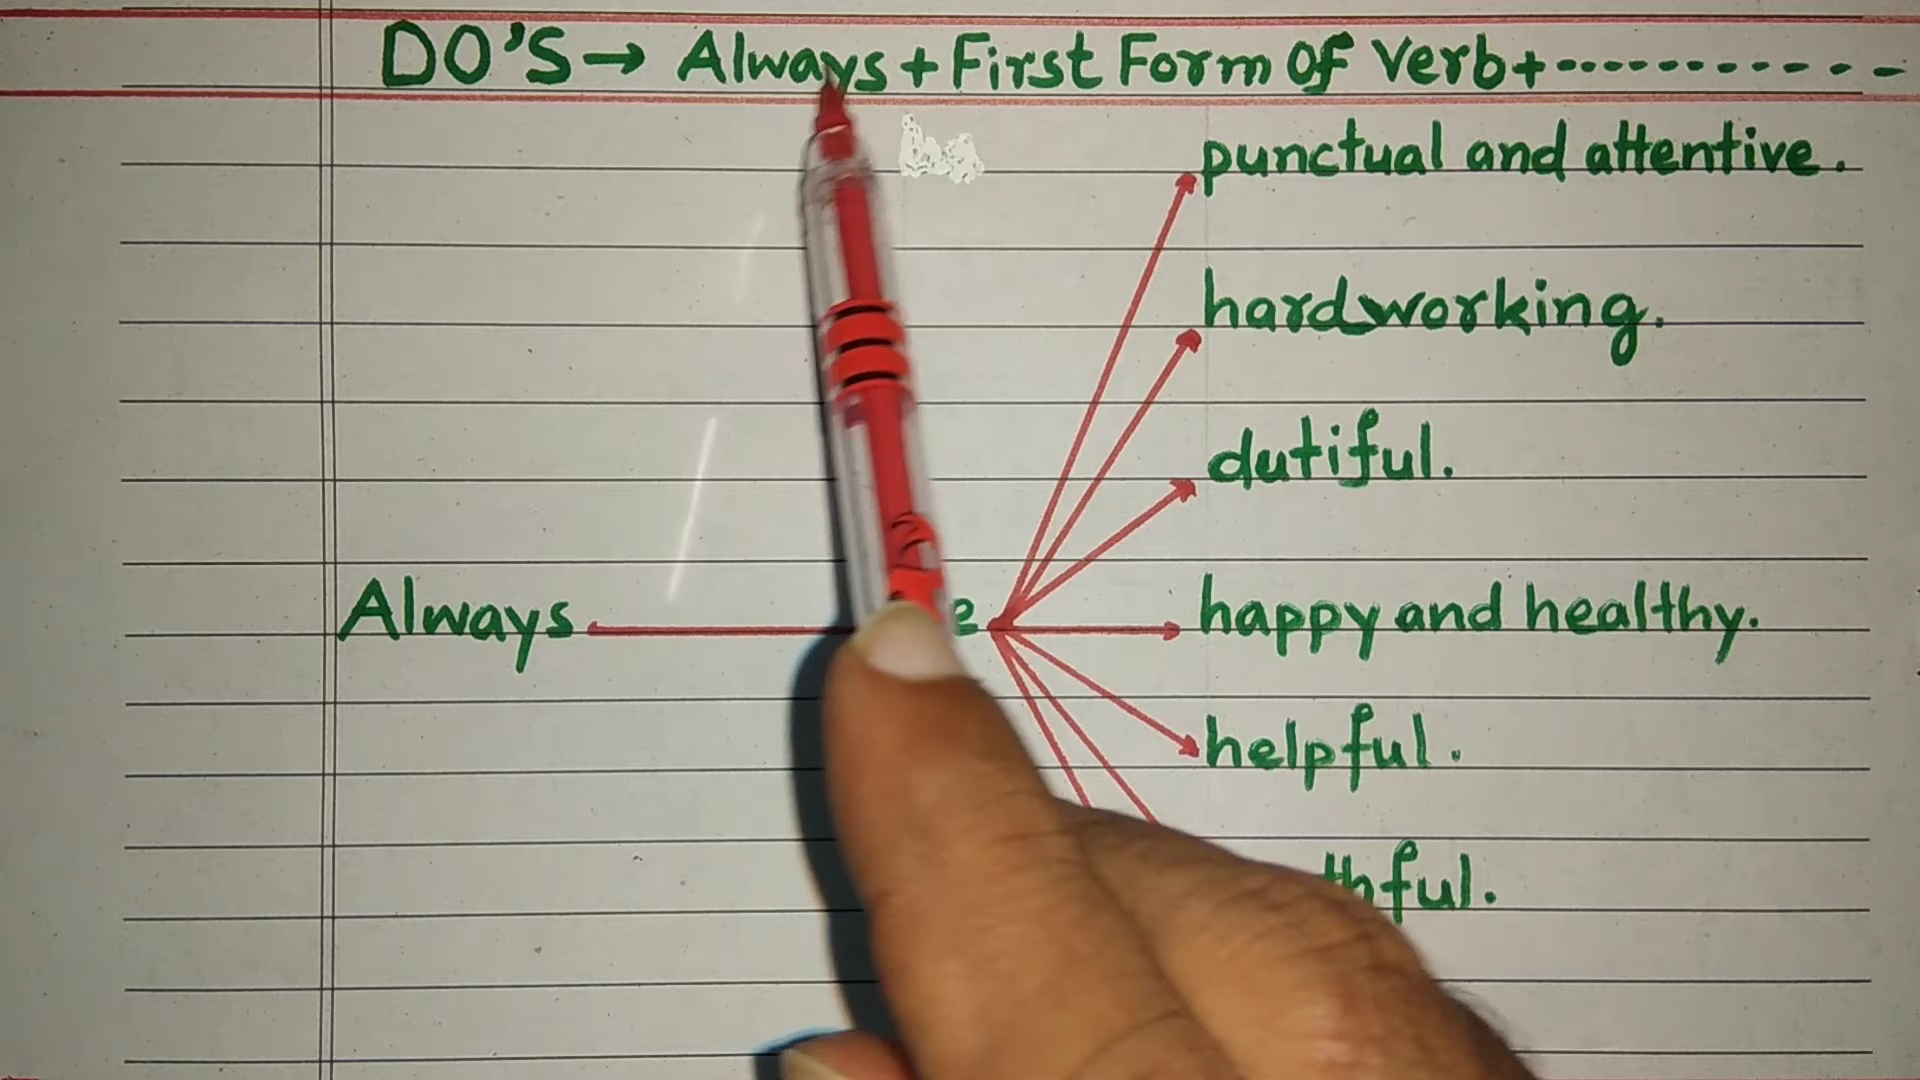 DO'S → Always + First Form Of Verb + -----------
punctual and attentive.
hardworking.
dutiful.
Always
happy and healthy.
helpful.